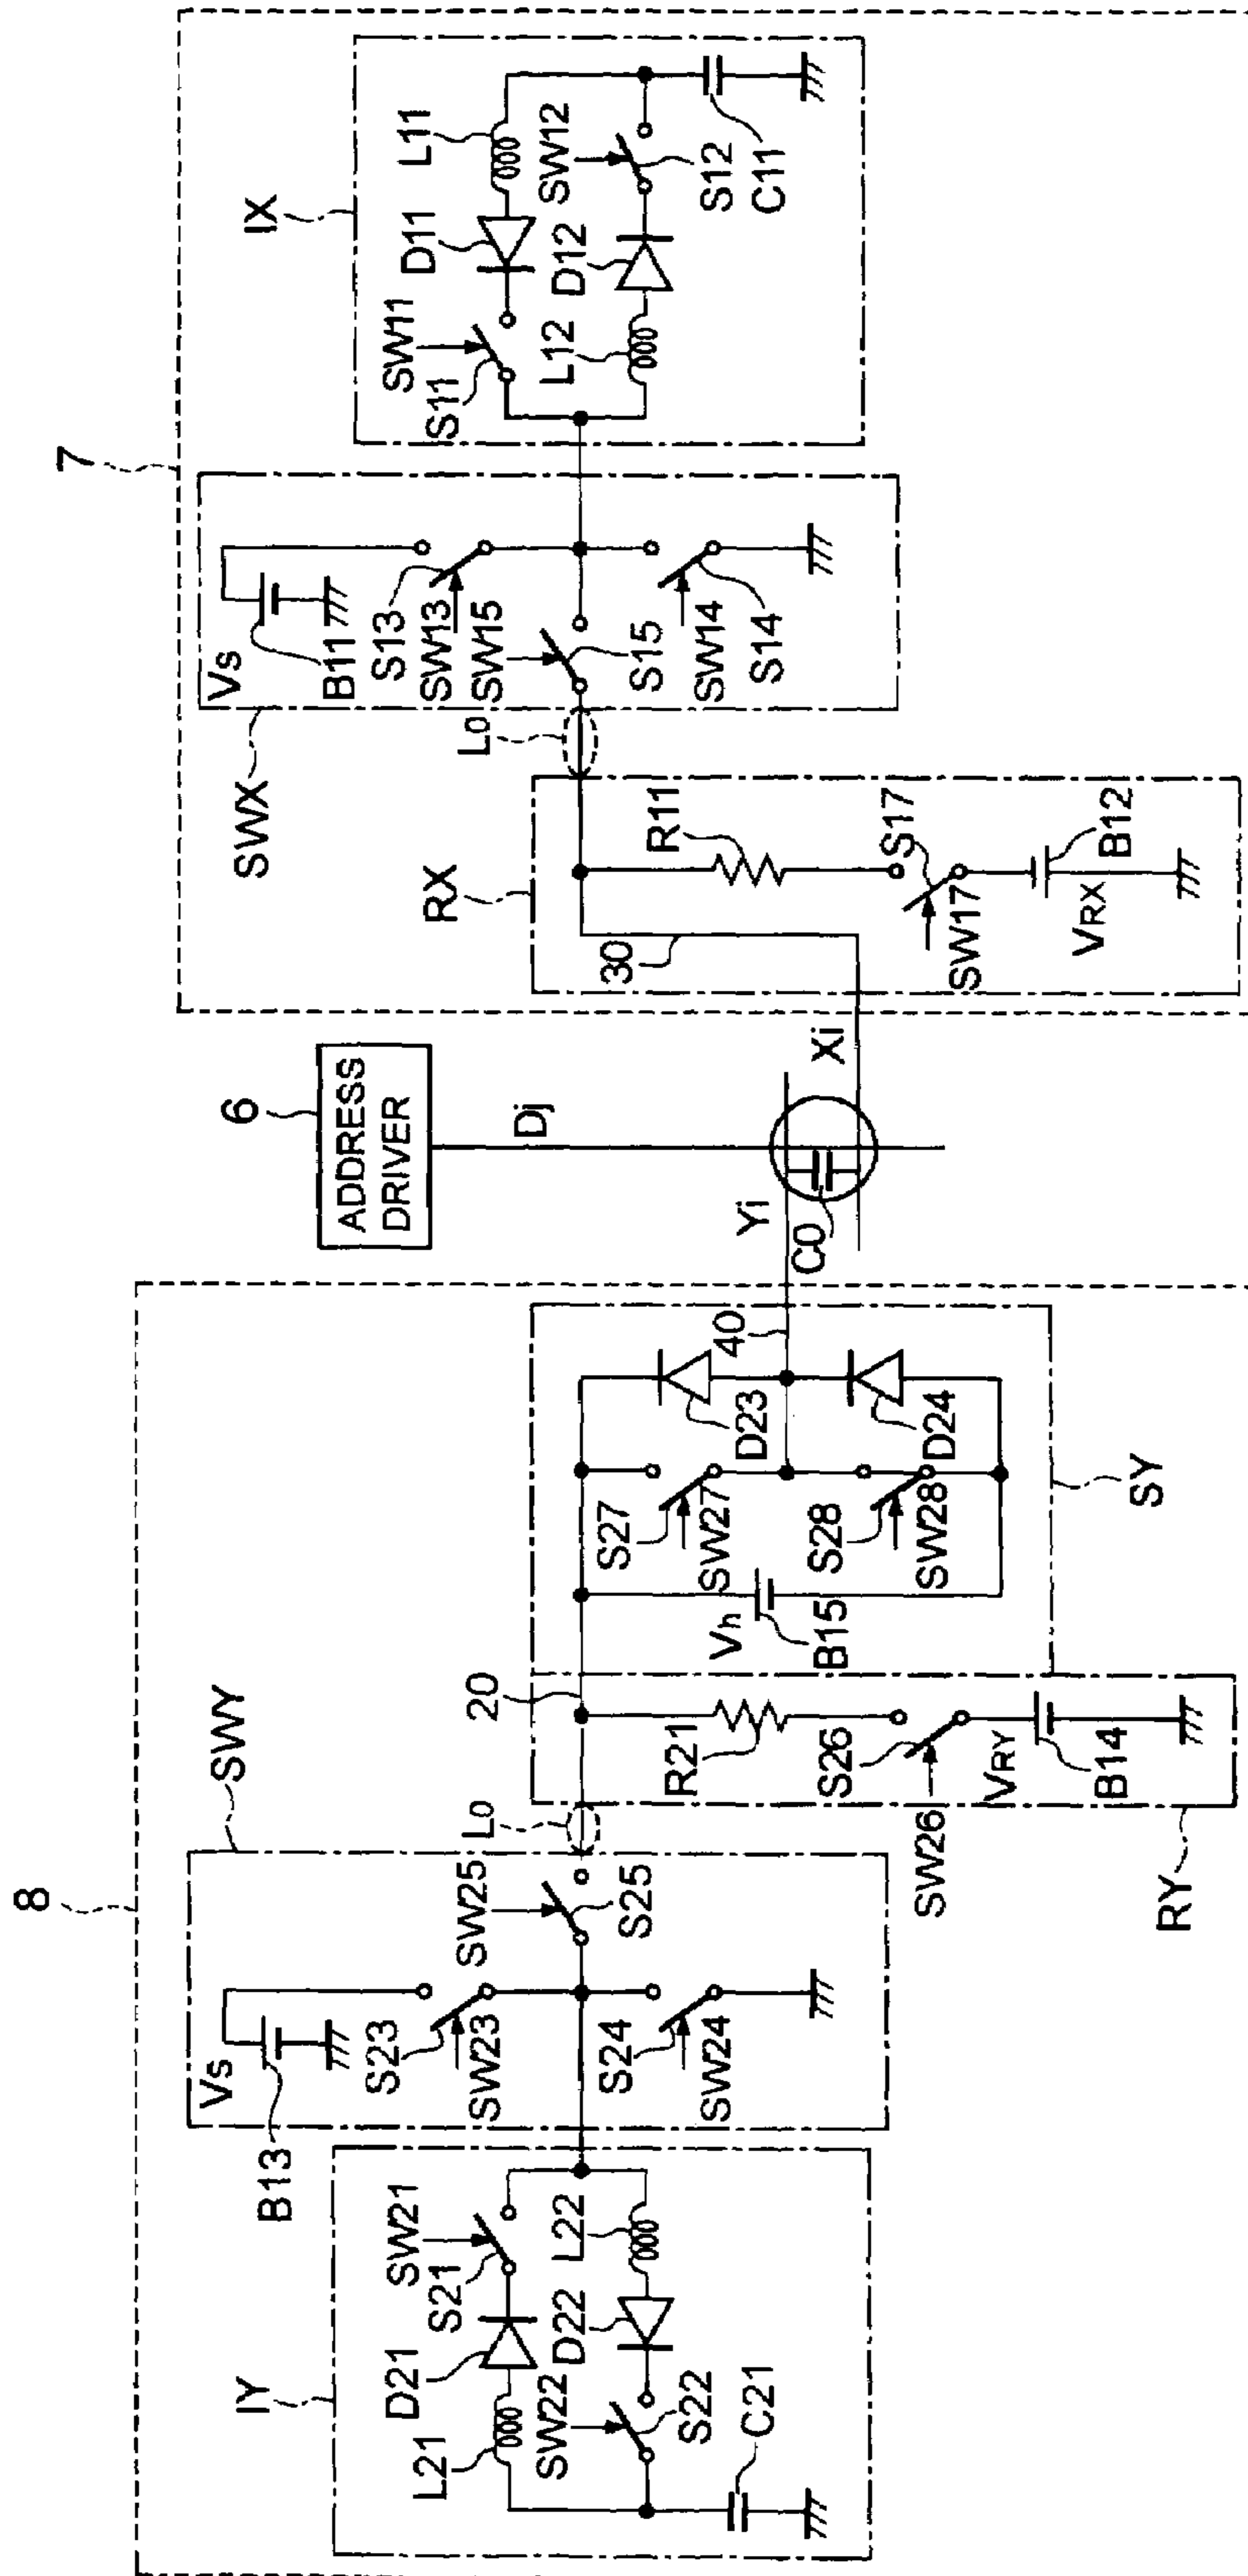 8
IY
SWY
L21
D21
S21
SW21
L22
D22
SW22
S22
C21
B13
Vs
S23
SW23
SW25
S25
S24
SW24
L0
20
R21
S26
SW26
VRY
B14
RY
Vh
B15
S27
SW27
S28
SW28
D23
D24
40
SY
6
ADDRESS
DRIVER
Dj
Yi
C0
Xi
7
RX
30
R11
S17
SW17
VRX
B12
L0
SWX
Vs
B11
S13
SW13
SW15
S15
SW14
S14
IX
SW11
S11
D11
L11
L12
D12
SW12
S12
C11